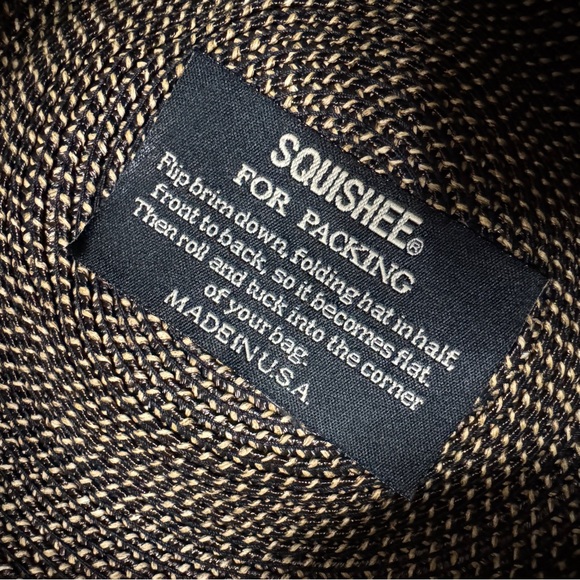 SQUISHEE®
FOR PACKING
Flip brim down, folding hat in half,
front to back, so it becomes flat.
Then roll and tuck into the corner
of your bag.
MADE IN U.S.A